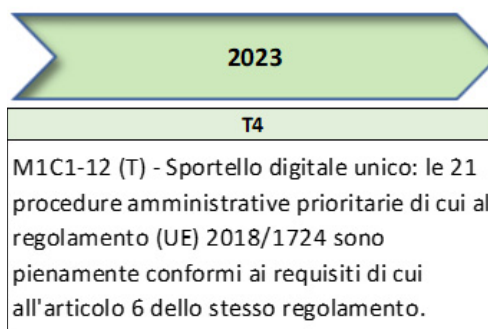 2023
T4
M1C1-12 (T) - Sportello digitale unico: le 21
procedure amministrative prioritarie di cui al
regolamento (UE) 2018/1724 sono
pienamente conformi ai requisiti di cui
all'articolo 6 dello stesso regolamento.